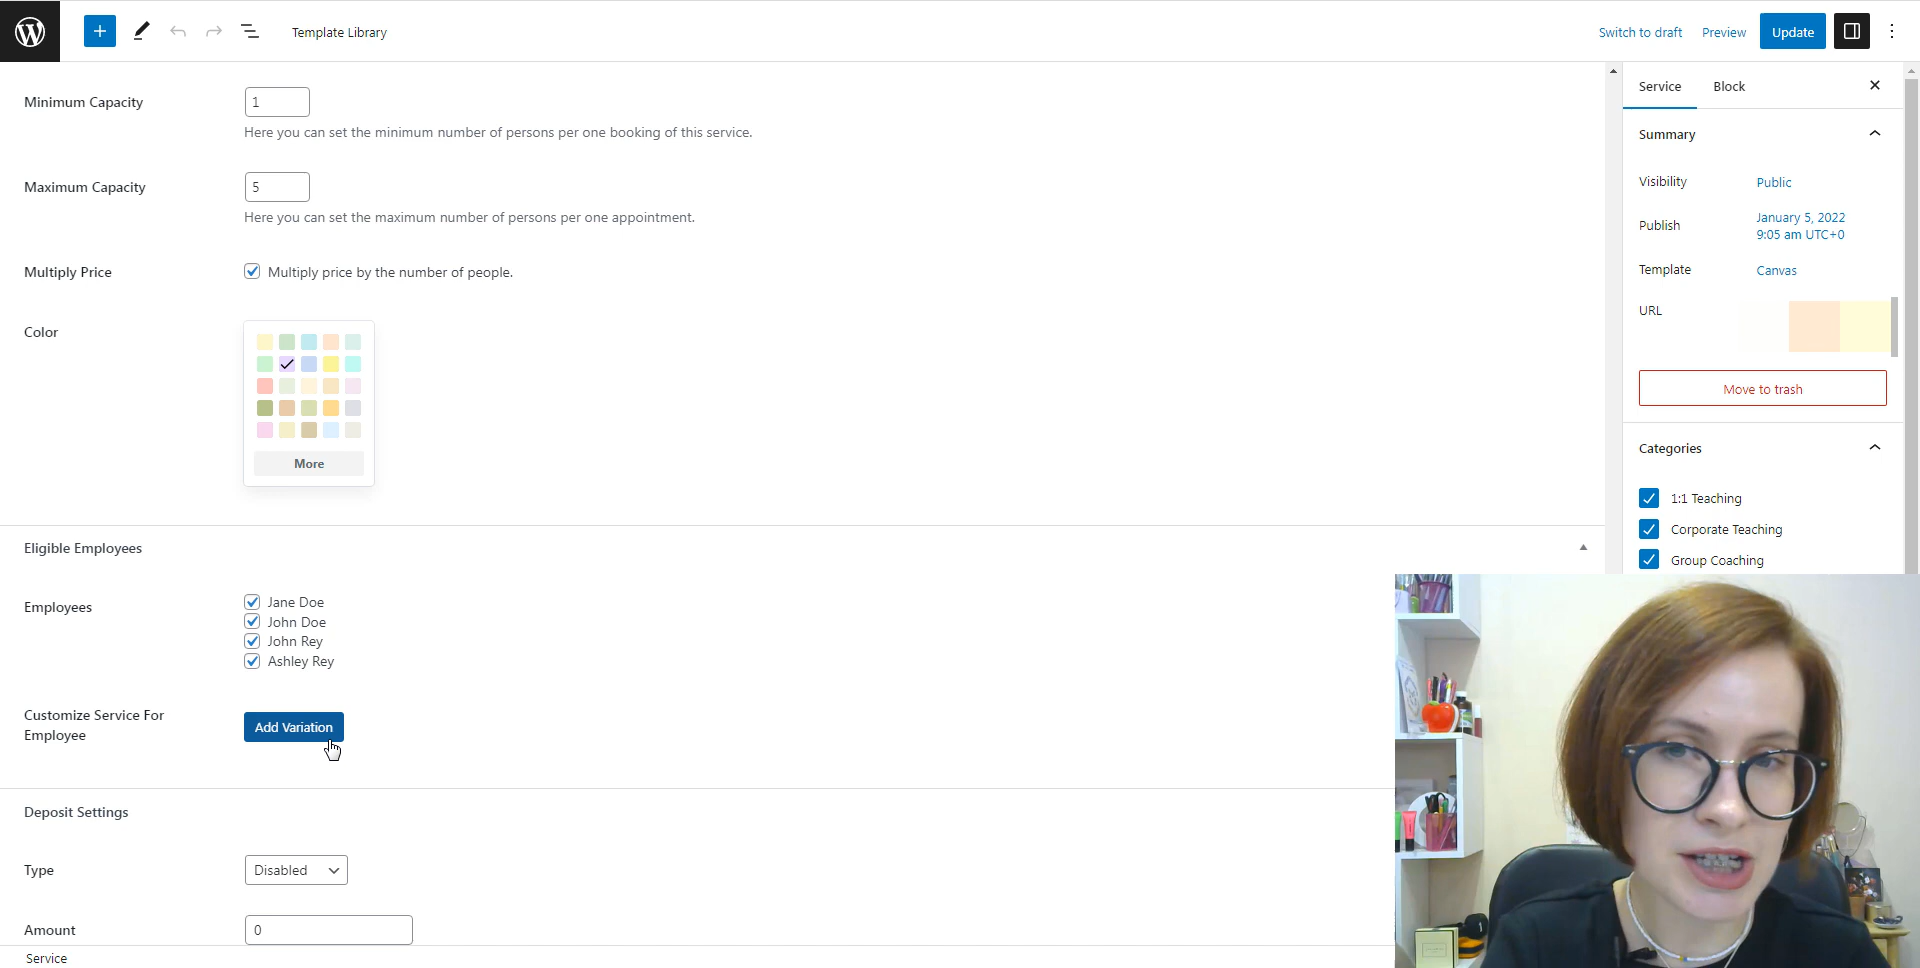 Template Library
Switch to draft
Preview
Update
Minimum Capacity
1
Here you can set the minimum number of persons per one booking of this service.
Maximum Capacity
5
Here you can set the maximum number of persons per one appointment.
Multiply Price
Multiply price by the number of people.
Color
More
Eligible Employees
Employees
Jane Doe
John Doe
John Rey
Ashley Rey
Customize Service For
Employee
Add Variation
Deposit Settings
Type
Disabled
Amount
0
Service
Service
Block
Summary
Visibility
Public
Publish
January 5, 2022
9:05 am UTC+0
Template
Canvas
URL
Move to trash
Categories
1:1 Teaching
Corporate Teaching
Group Coaching